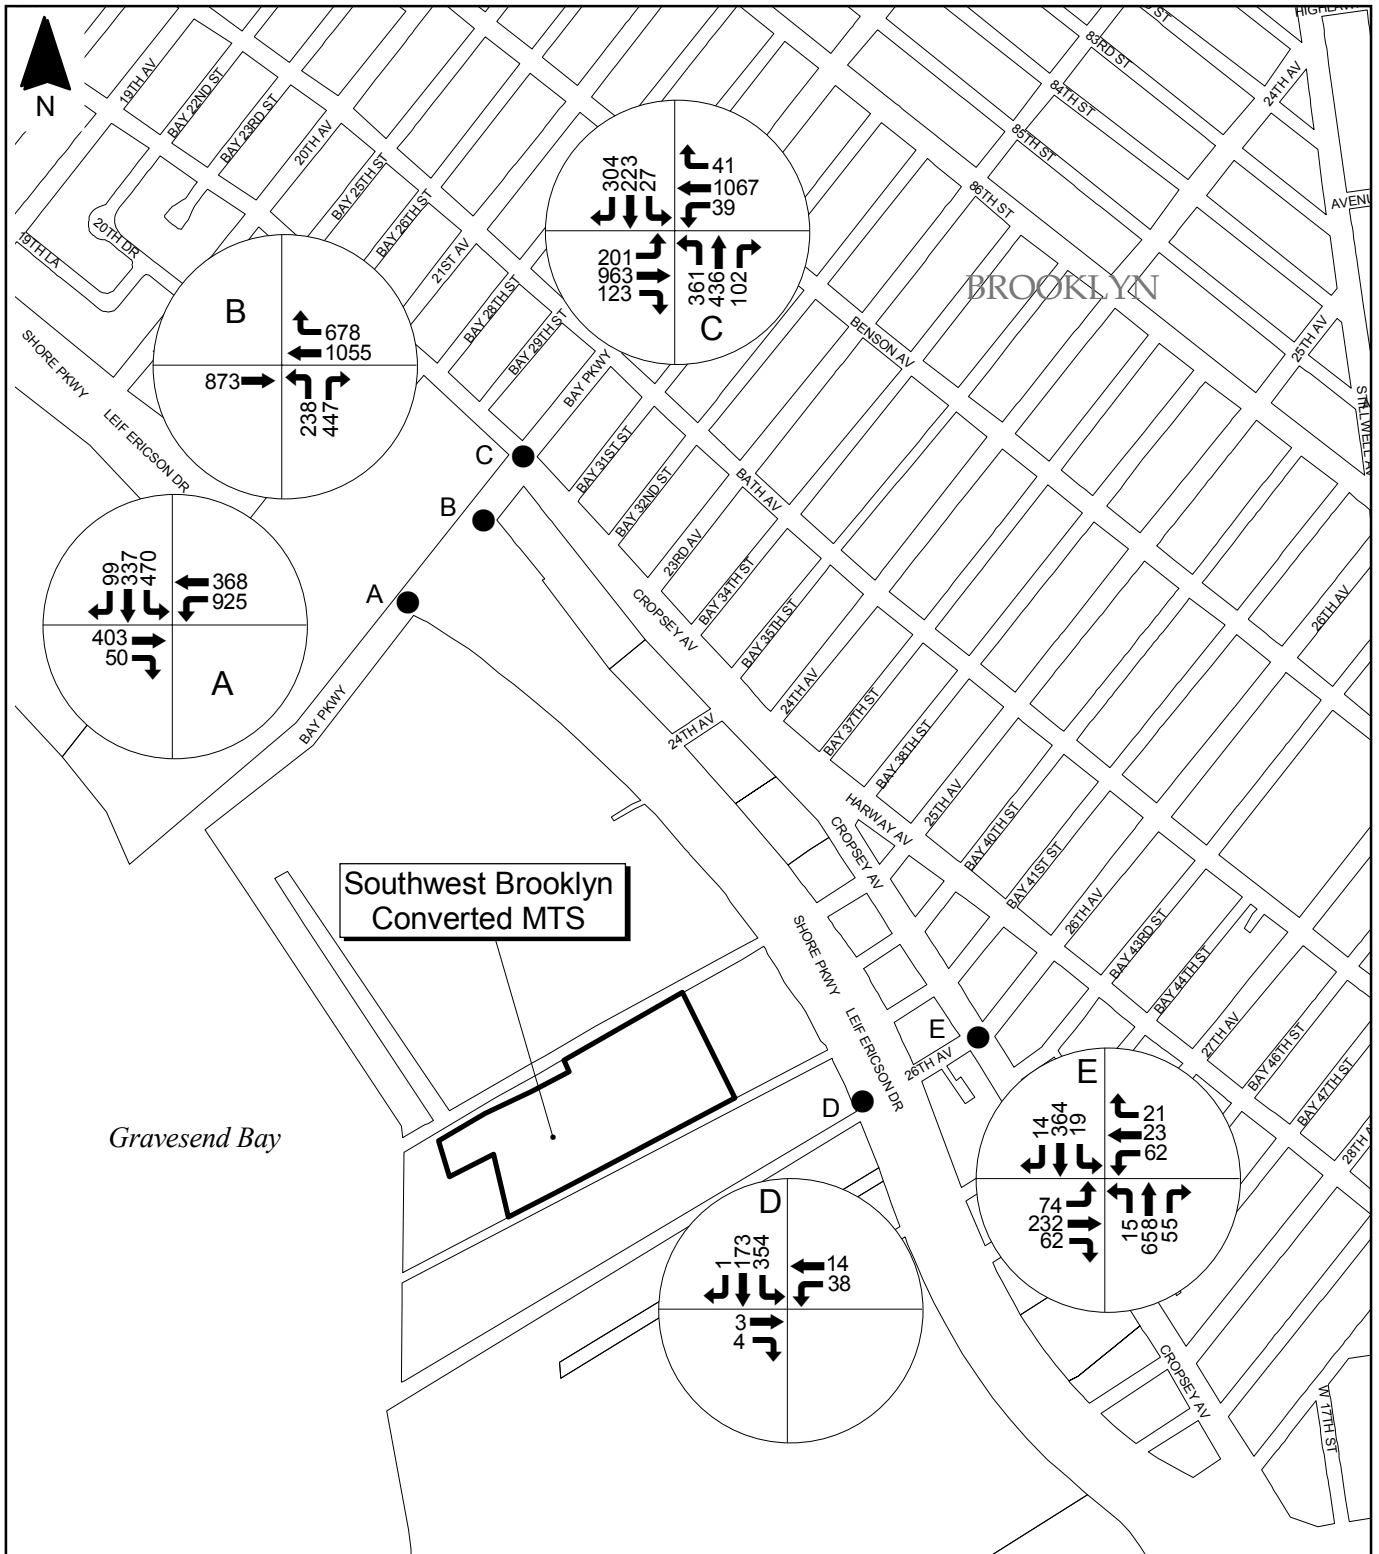 N
HIGHLAW
D ST
83RD ST
84TH ST
85TH ST
86TH ST
24TH AV
AVENU
25TH AV
STILLWELL AV
19TH AV
BAY 22ND ST
BAY 23RD ST
20TH AV
BAY 25TH ST
BAY 26TH ST
21ST AV
BAY 28TH ST
BAY 29TH ST
BAY PKWY
BAY 31ST ST
BAY 32ND ST
23RD AV
BAY 34TH ST
BAY 35TH ST
24TH AV
BAY 37TH ST
BAY 38TH ST
25TH AV
BAY 40TH ST
BAY 41ST ST
26TH AV
BAY 43RD ST
BAY 44TH ST
27TH AV
BAY 46TH ST
BAY 47TH ST
28TH AV
19TH LA
20TH DR
SHORE PKWY
LEIF ERICSON DR
BROOKLYN
BENSON AV
BATH AV
CROPSEY AV
26TH AV
24TH AV
HARWAY AV
CROPSEY AV
BAY PKWY
SHORE PKWY
LEIF ERICSON DR
26TH AV
CROPSEY AV
W 17TH ST
C
B
A
E
D
304
223
27
41
1067
39
201
963
123
361
436
102
C
B
678
1055
873
238
447
99
337
470
368
925
403
50
A
Southwest Brooklyn
Converted MTS
Gravesend Bay
D
1
173
354
14
38
3
4
E
14
364
19
21
23
62
74
232
62
15
658
55